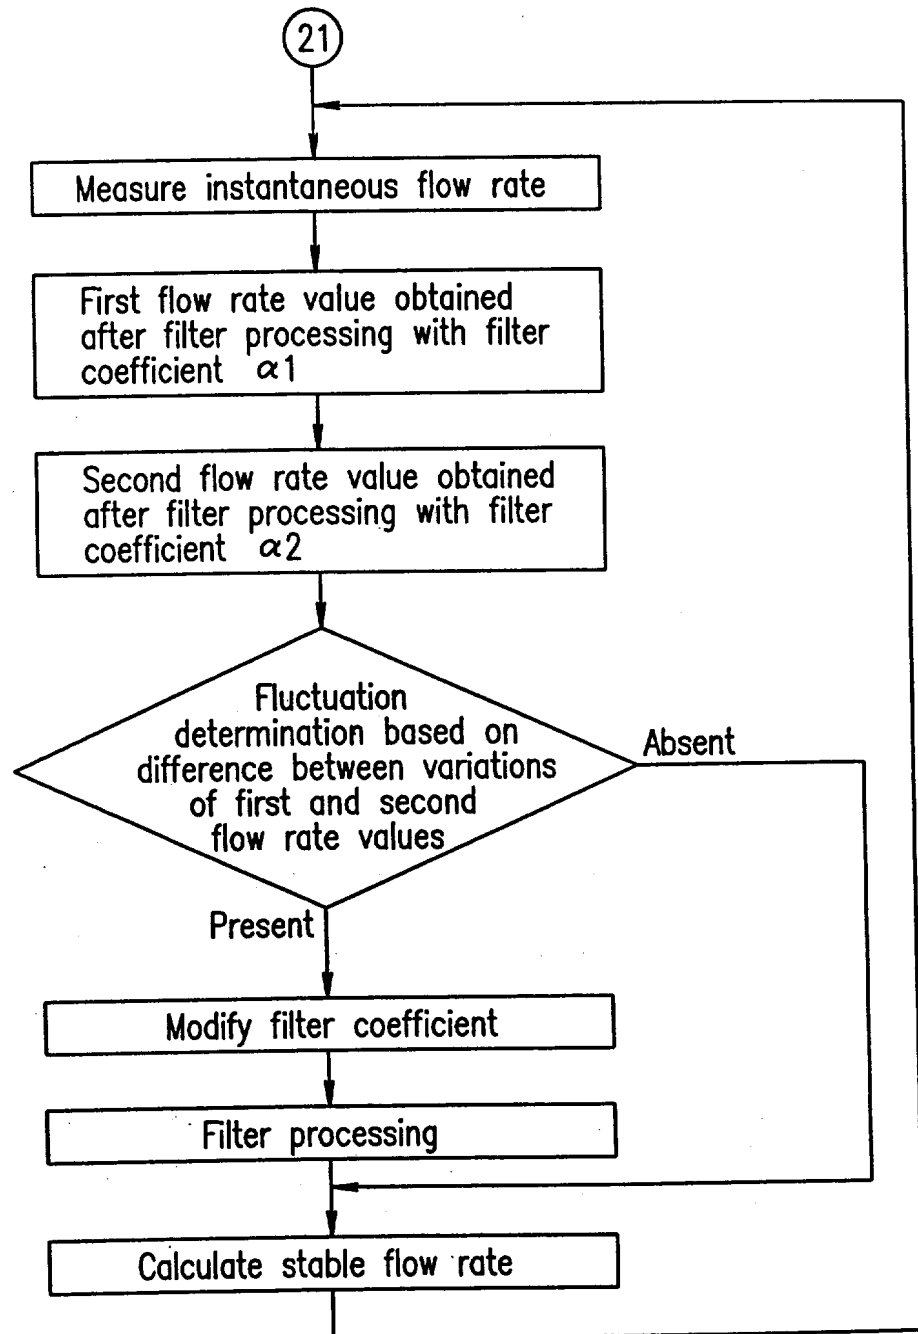 21
Measure instantaneous flow rate
First flow rate value obtained
after filter processing with filter
coefficient α1
Second flow rate value obtained
after filter processing with filter
coefficient α2
Fluctuation
determination based on
difference between variations
of first and second
flow rate values
Absent
Present
Modify filter coefficient
Filter processing
Calculate stable flow rate